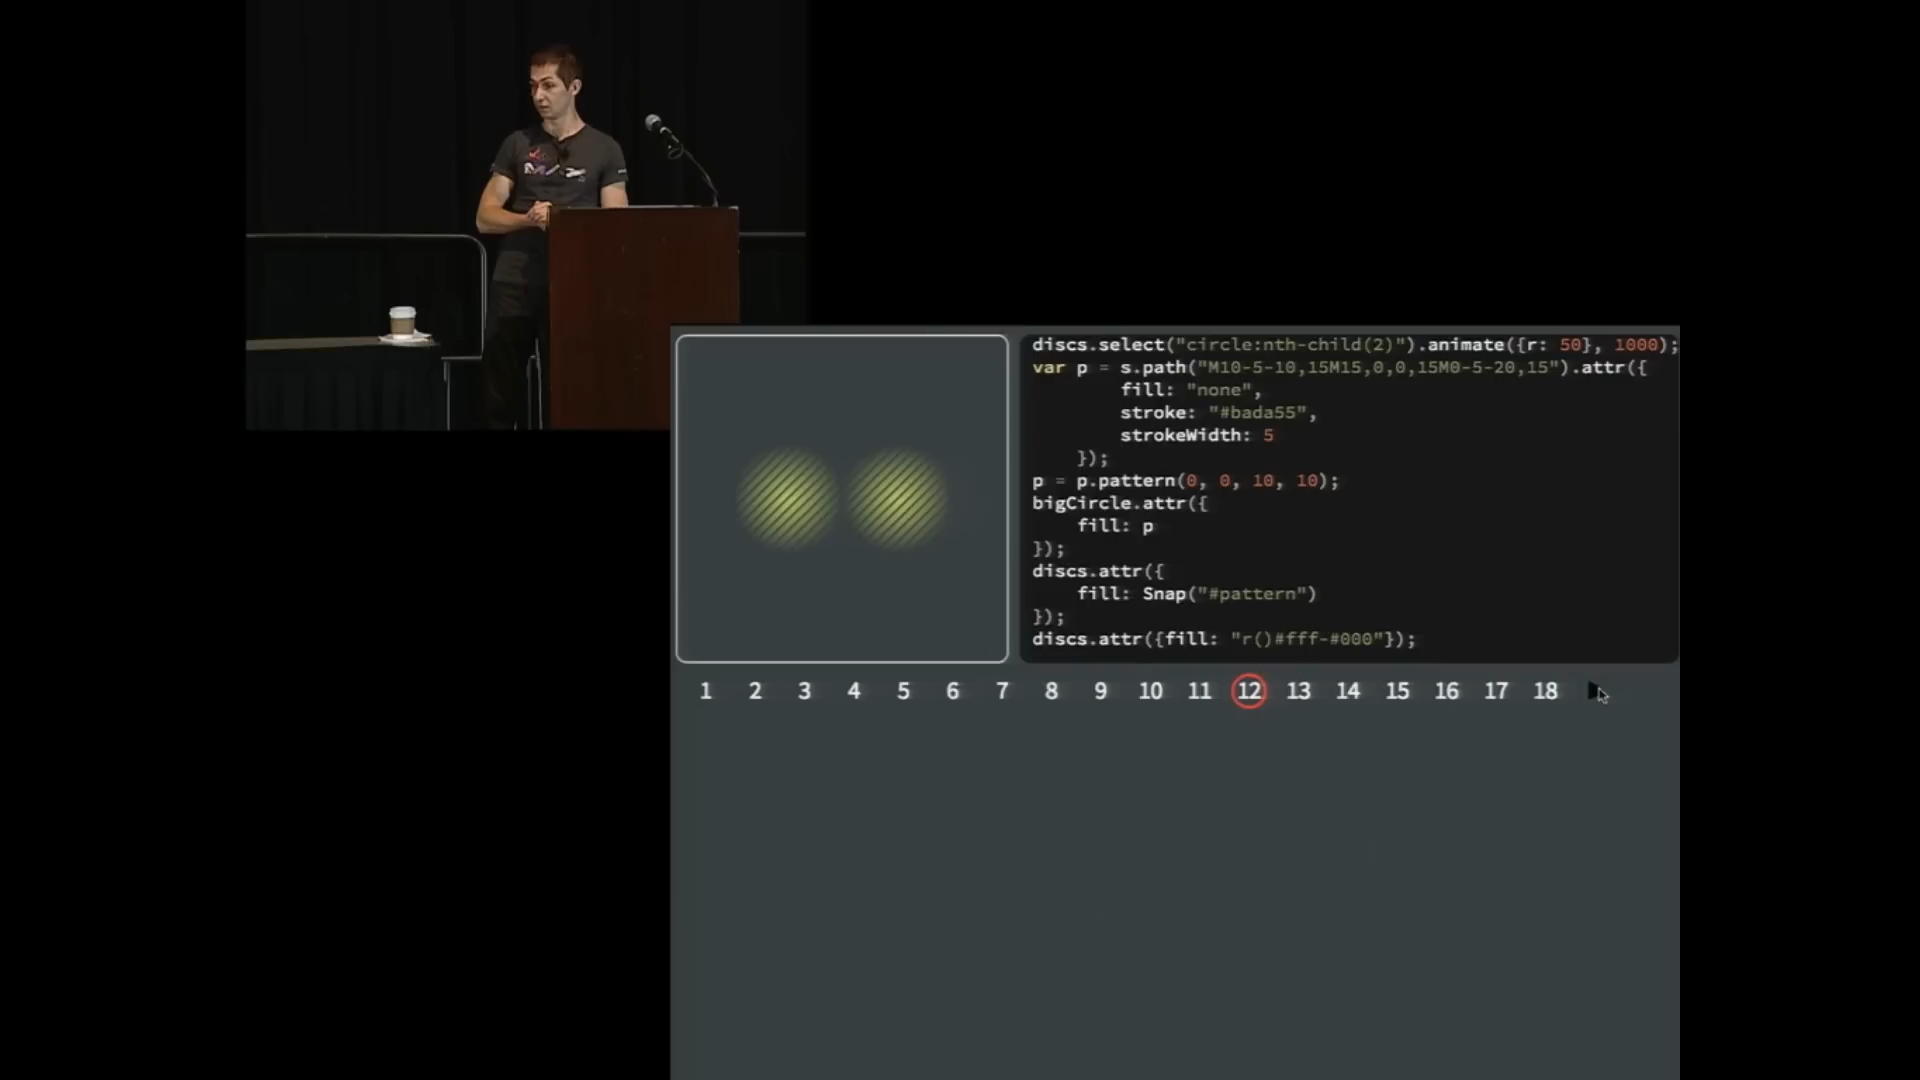 discs.select("circle:nth-child(2)").animate({r: 50}, 1000);
var p = s.path("M10-5-10,15M15,0,0,15M0-5-20,15").attr({
fill: "none",
stroke: "#bada55",
strokeWidth: 5
});
p = p.pattern(0, 0, 10, 10);
bigCircle.attr({
fill: p
});
discs.attr({
fill: Snap("#pattern")
});
discs.attr({fill: "r()#fff-#000"});
1 2 3 4 5 6 7 8 9 10 11 12 13 14 15 16 17 18